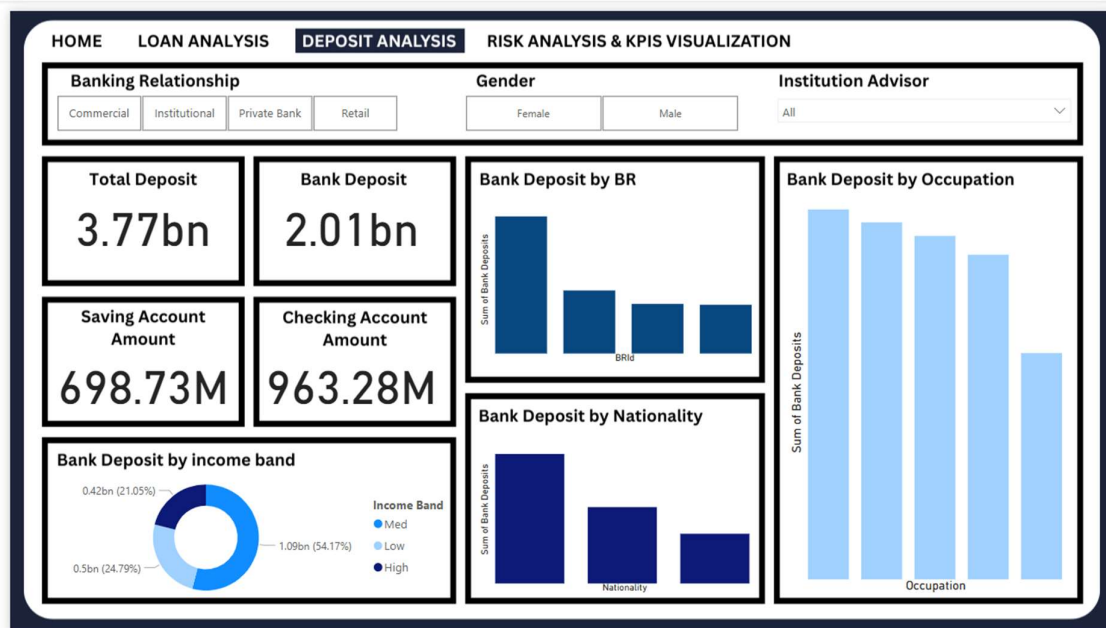 HOME LOAN ANALYSIS DEPOSIT ANALYSIS RISK ANALYSIS & KPIS VISUALIZATION
Banking Relationship
Commercial Institutional Private Bank Retail
Gender
Female Male
Institution Advisor
All
Total Deposit
3.77bn
Bank Deposit
2.01bn
Saving Account
Amount
698.73M
Checking Account
Amount
963.28M
Bank Deposit by income band
0.42bn (21.05%)
0.5bn (24.79%)
1.09bn (54.17%)
Income Band
Med
Low
High
Bank Deposit by BR
Sum of Bank Deposits
BRId
Bank Deposit by Nationality
Sum of Bank Deposits
Nationality
Bank Deposit by Occupation
Sum of Bank Deposits
Occupation